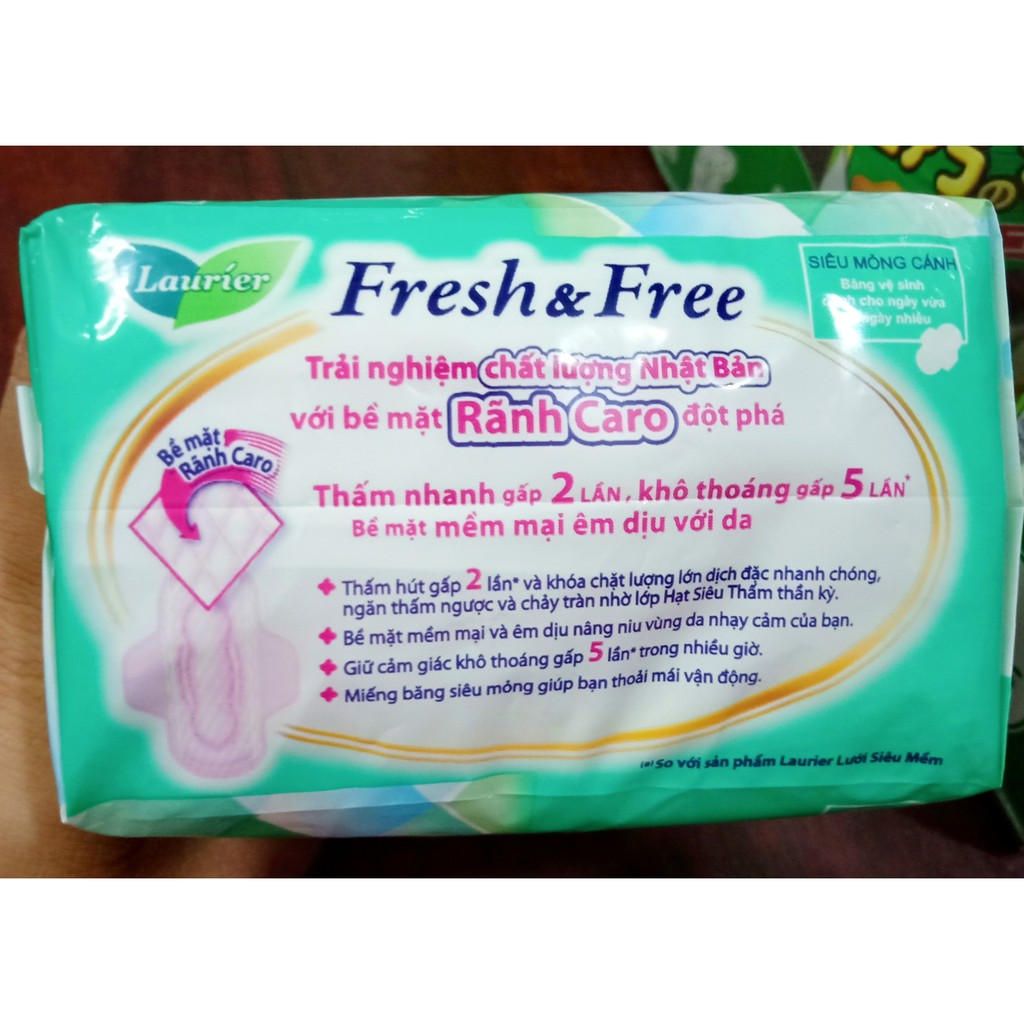 Laurier
Fresh & Free
SIÊU MỎNG CÁNH
Băng vệ sinh
cho ngày vừa
ngày nhiều
Trải nghiệm chất lượng Nhật Bản
với bề mặt Rãnh Caro đột phá
Bề mặt
Rãnh Caro
Thấm nhanh gấp 2 LẦN, khô thoáng gấp 5 LẦN*
Bề mặt mềm mại êm dịu với da
Thấm hút gấp 2 lần* và khóa chặt lượng lớn dịch đặc nhanh chóng,
ngăn thấm ngược và chảy tràn nhờ lớp Hạt Siêu Thấm thần kỳ.
Bề mặt mềm mại và êm dịu nâng niu vùng da nhạy cảm của bạn.
Giữ cảm giác khô thoáng gấp 5 lần* trong nhiều giờ.
Miếng băng siêu mỏng giúp bạn thoải mái vận động.
(*) So với sản phẩm Laurier Lưới Siêu Mềm